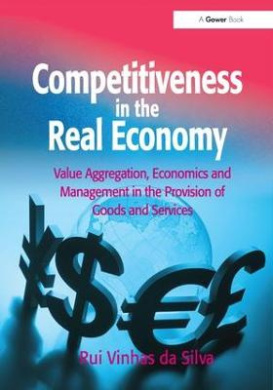 A Gower Book
Competitiveness
in the
Real Economy
Value Aggregation, Economics and
Management in the Provision of
Goods and Services
¥$€£
Rui Vinhas da Silva